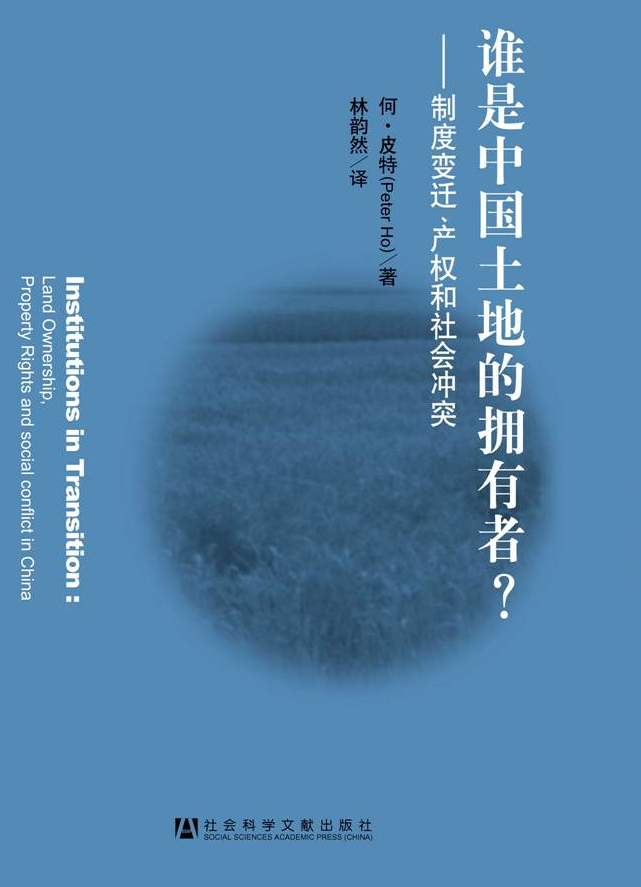 谁是中国土地的拥有者？
——制度变迁、产权和社会冲突
何·皮特(Peter Ho)／著
林韵然／译
Institutions in Transition :
Land Ownership,
Property Rights and social conflict in China
社会科学文献出版社
SOCIAL SCIENCES ACADEMIC PRESS (CHINA)